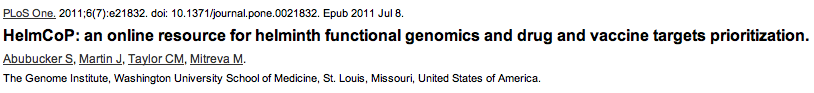 PLoS One. 2011;6(7):e21832. doi: 10.1371/journal.pone.0021832. Epub 2011 Jul 8.
HelmCoP: an online resource for helminth functional genomics and drug and vaccine targets prioritization.
Abubucker S, Martin J, Taylor CM, Mitreva M.
The Genome Institute, Washington University School of Medicine, St. Louis, Missouri, United States of America.